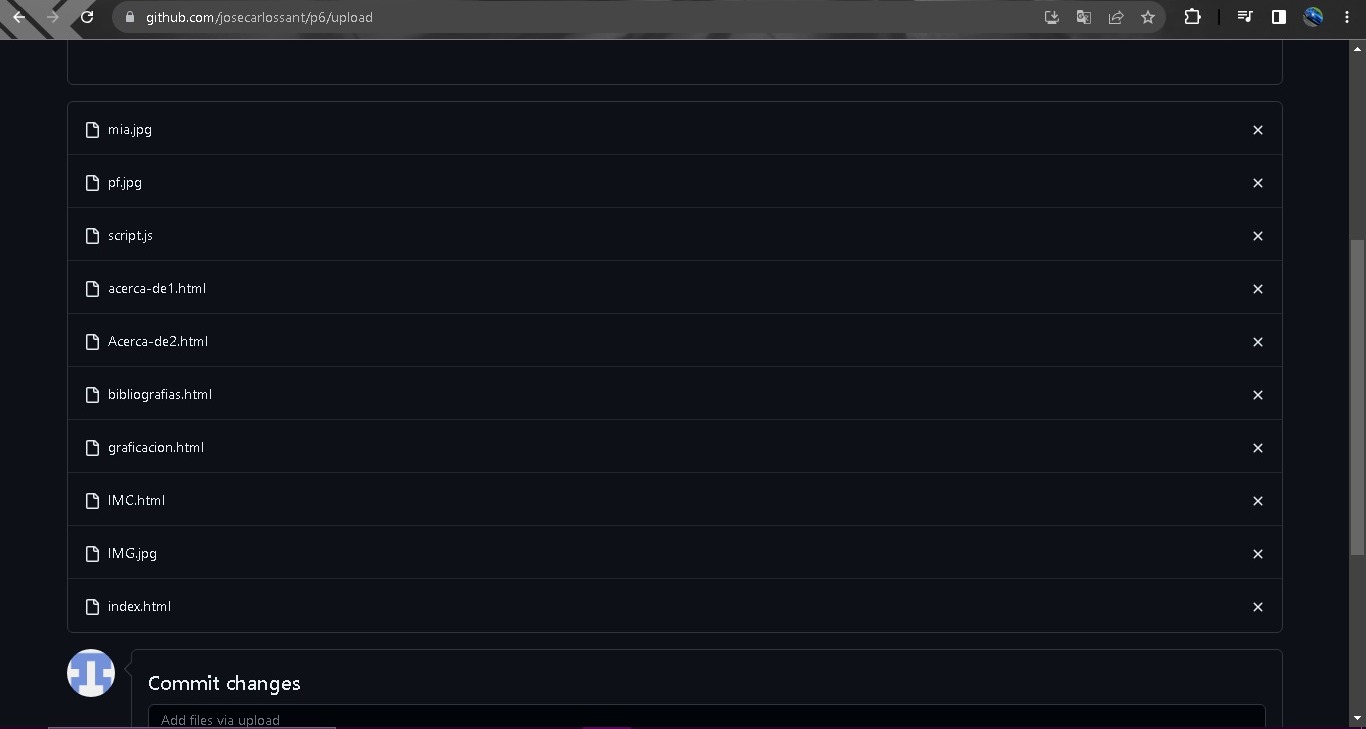 github.com/josecarlossant/p6/upload
mia.jpg
pf.jpg
script.js
acerca-de1.html
Acerca-de2.html
bibliografias.html
graficacion.html
IMC.html
IMG.jpg
index.html
Commit changes
Add files via upload